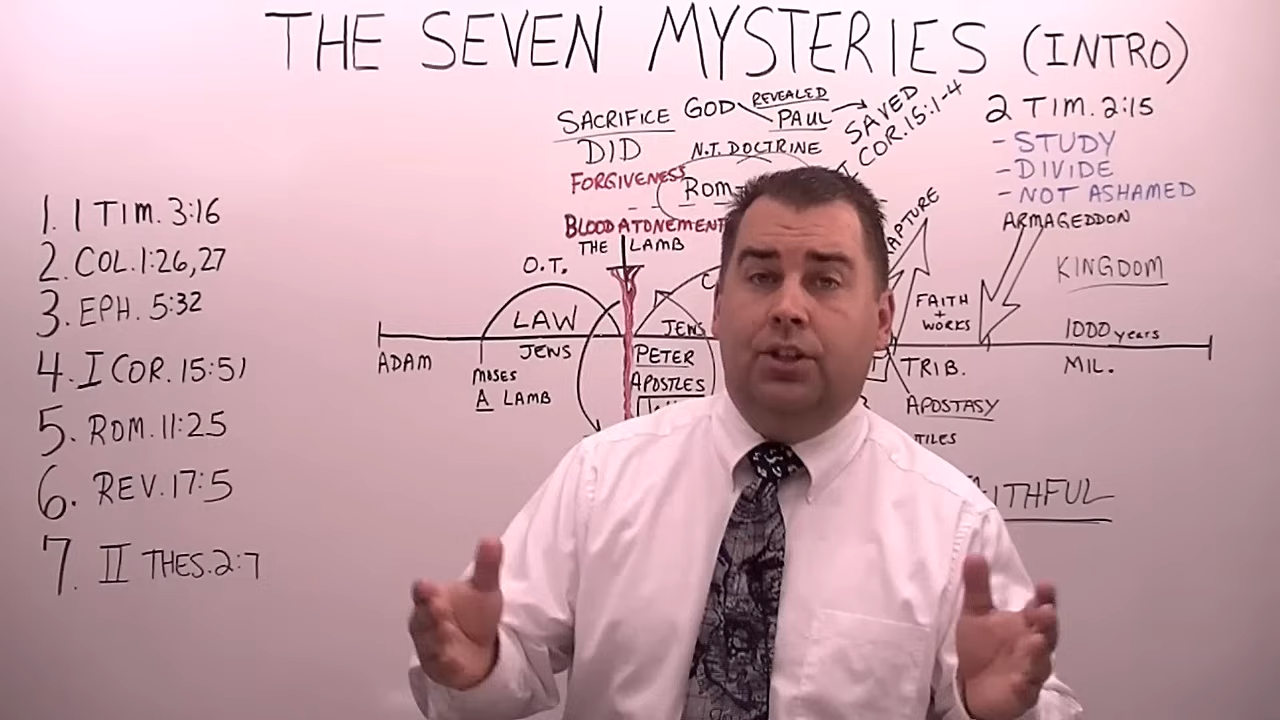 THE SEVEN MYSTERIES (INTRO)
1. 1 TIM. 3:16
2. COL. 1:26,27
3. EPH. 5:32
4. I COR. 15:51
5. ROM. 11:25
6. REV. 17:5
7. II THES. 2:7
SACRIFICE
DID
FORGIVENESS
BLOOD ATONEMENT
THE LAMB
GOD
REVEALED
PAUL
SAVED
I COR. 15:1-4
N.T. DOCTRINE
ROM
2 TIM. 2:15
- STUDY
- DIVIDE
- NOT ASHAMED
ARMAGEDDON
KINGDOM
O.T.
LAW
JEWS
ADAM
MOSES
A LAMB
JEWS
PETER
APOSTLES
FAITH
+
WORKS
TRIB.
APOSTASY
1000 years
MIL.